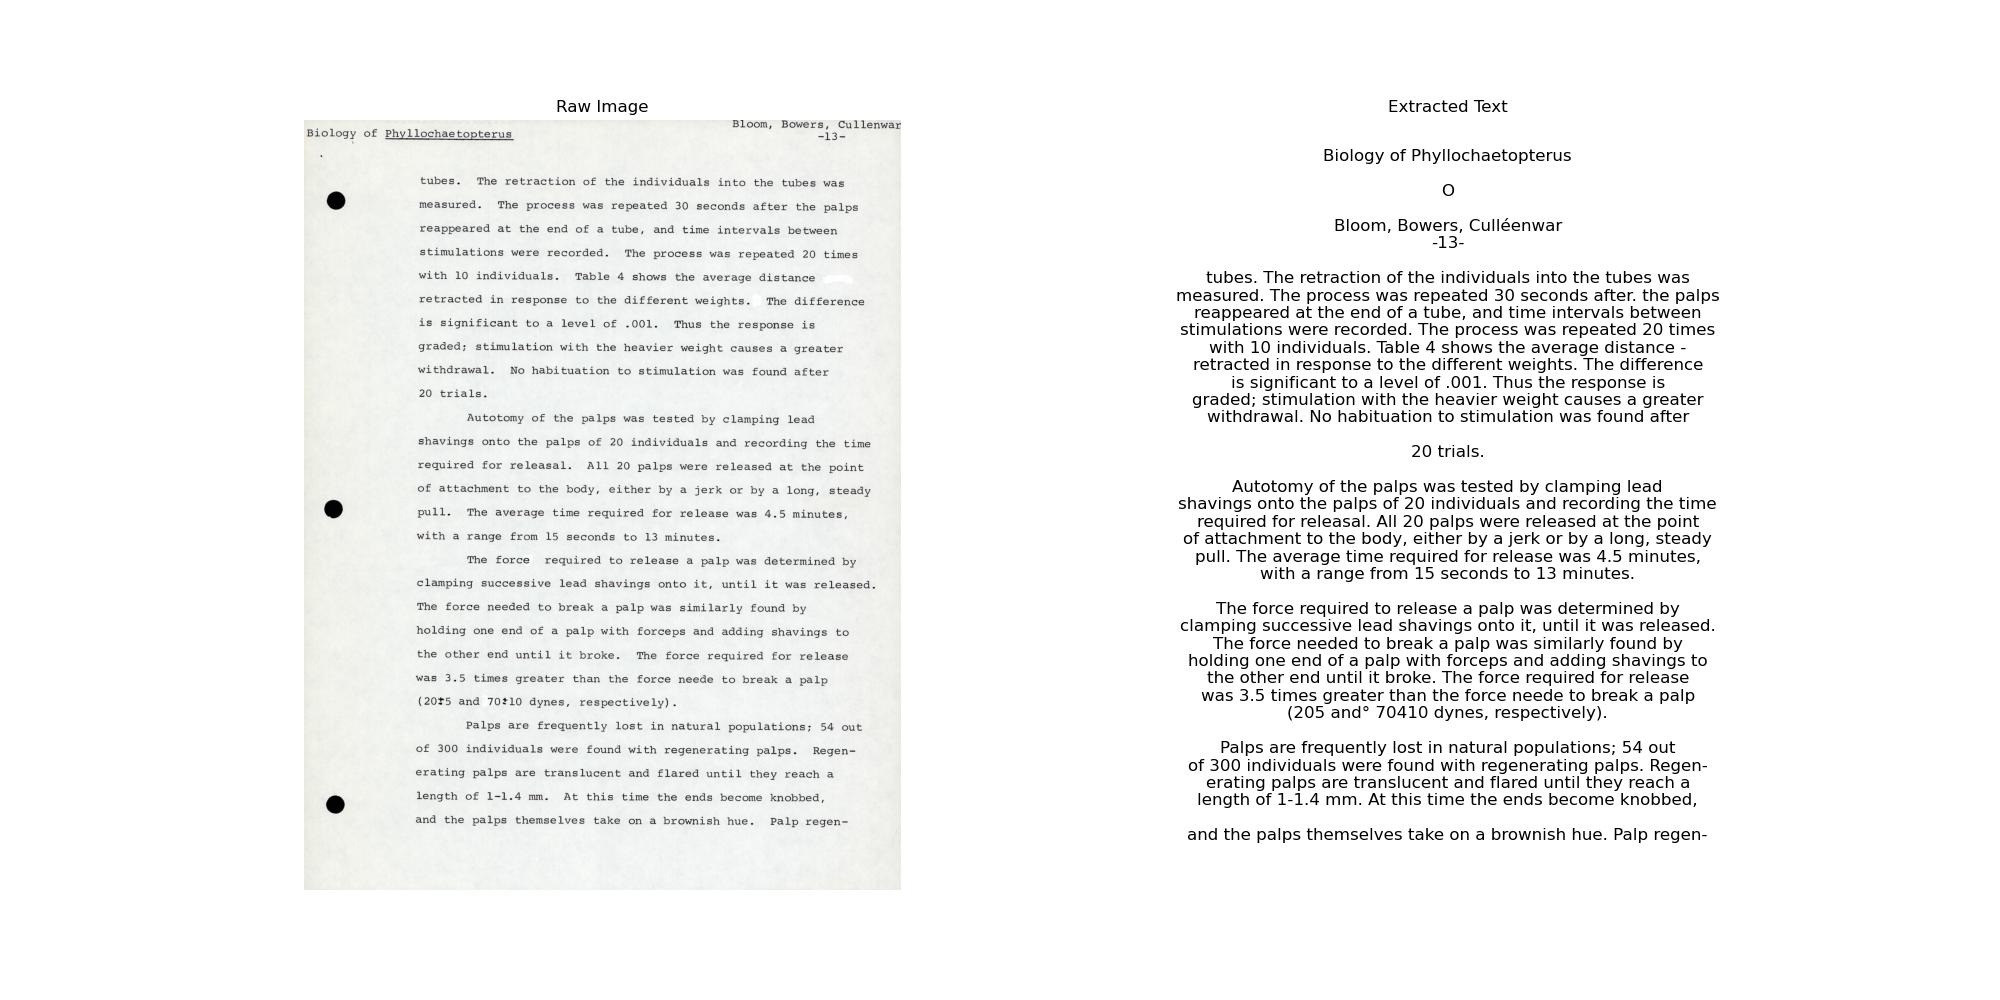 Raw Image
Biology of Phyllochaetopterus
Bloom, Bowers, Cullenwar
-13-
tubes. The retraction of the individuals into the tubes was
measured. The process was repeated 30 seconds after the palps
reappeared at the end of a tube, and time intervals between
stimulations were recorded. The process was repeated 20 times
with 10 individuals. Table 4 shows the average distance
retracted in response to the different weights. The difference
is significant to a level of .001. Thus the response is
graded; stimulation with the heavier weight causes a greater
withdrawal. No habituation to stimulation was found after
20 trials.
Autotomy of the palps was tested by clamping lead
shavings onto the palps of 20 individuals and recording the time
required for releasal. All 20 palps were released at the point
of attachment to the body, either by a jerk or by a long, steady
pull. The average time required for release was 4.5 minutes,
with a range from 15 seconds to 13 minutes.
The force required to release a palp was determined by
clamping successive lead shavings onto it, until it was released.
The force needed to break a palp was similarly found by
holding one end of a palp with forceps and adding shavings to
the other end until it broke. The force required for release
was 3.5 times greater than the force neede to break a palp
(20±5 and 70±10 dynes, respectively).
Palps are frequently lost in natural populations; 54 out
of 300 individuals were found with regenerating palps. Regen-
erating palps are translucent and flared until they reach a
length of 1-1.4 mm. At this time the ends become knobbed,
and the palps themselves take on a brownish hue. Palp regen-
Extracted Text
Biology of Phyllochaetopterus
O
Bloom, Bowers, Culléenwar
-13-
tubes. The retraction of the individuals into the tubes was
measured. The process was repeated 30 seconds after. the palps
reappeared at the end of a tube, and time intervals between
stimulations were recorded. The process was repeated 20 times
with 10 individuals. Table 4 shows the average distance -
retracted in response to the different weights. The difference
is significant to a level of .001. Thus the response is
graded; stimulation with the heavier weight causes a greater
withdrawal. No habituation to stimulation was found after
20 trials.
Autotomy of the palps was tested by clamping lead
shavings onto the palps of 20 individuals and recording the time
required for releasal. All 20 palps were released at the point
of attachment to the body, either by a jerk or by a long, steady
pull. The average time required for release was 4.5 minutes,
with a range from 15 seconds to 13 minutes.
The force required to release a palp was determined by
clamping successive lead shavings onto it, until it was released.
The force needed to break a palp was similarly found by
holding one end of a palp with forceps and adding shavings to
the other end until it broke. The force required for release
was 3.5 times greater than the force neede to break a palp
(205 and° 70410 dynes, respectively).
Palps are frequently lost in natural populations; 54 out
of 300 individuals were found with regenerating palps. Regen-
erating palps are translucent and flared until they reach a
length of 1-1.4 mm. At this time the ends become knobbed,
and the palps themselves take on a brownish hue. Palp regen-